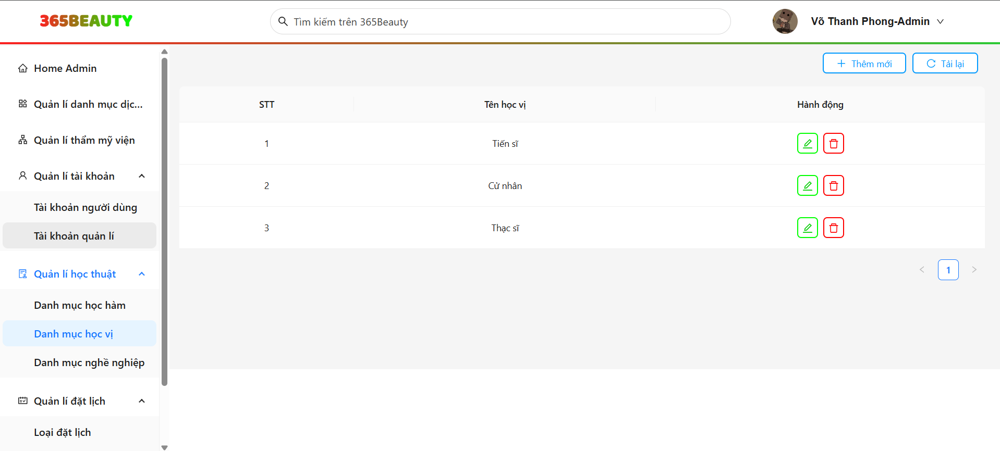 365BEAUTY
Tìm kiếm trên 365Beauty
Võ Thanh Phong-Admin
Home Admin
Quản lí danh mục dịc...
Quản lí thẩm mỹ viện
Quản lí tài khoản
Tài khoản người dùng
Tài khoản quản lí
Quản lí học thuật
Danh mục học hàm
Danh mục học vị
Danh mục nghề nghiệp
Quản lí đặt lịch
Loại đặt lịch
Thêm mới
Tải lại
STT Tên học vị Hành động
1 Tiến sĩ
2 Cử nhân
3 Thạc sĩ
1